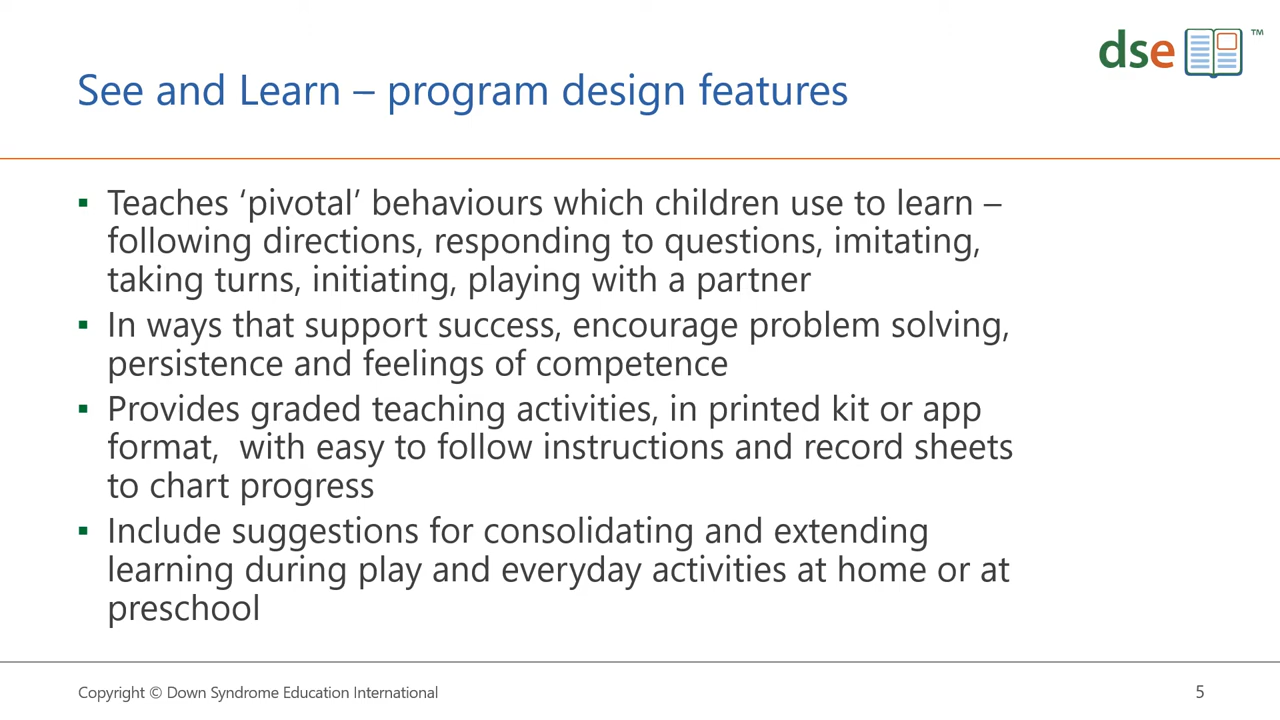 dse ™
See and Learn – program design features
▪ Teaches ‘pivotal’ behaviours which children use to learn –
following directions, responding to questions, imitating,
taking turns, initiating, playing with a partner
▪ In ways that support success, encourage problem solving,
persistence and feelings of competence
▪ Provides graded teaching activities, in printed kit or app
format,  with easy to follow instructions and record sheets
to chart progress
▪ Include suggestions for consolidating and extending
learning during play and everyday activities at home or at
preschool
Copyright © Down Syndrome Education International
5